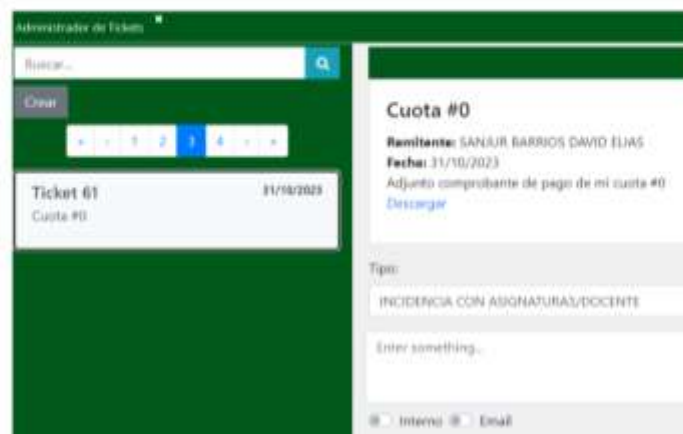 Administrador de Tickets
Buscar...
Crear
« ‹ 1 2 3 4 › »
Ticket 61 31/10/2023
Cuota #0
Cuota #0
Remitente: SANJUR BARRIOS DAVID ELIAS
Fecha: 31/10/2023
Adjunto comprobante de pago de mi cuota #0
Descargar
Tipo:
INCIDENCIA CON ASIGNATURAS/DOCENTE
Enter something...
Interno Email